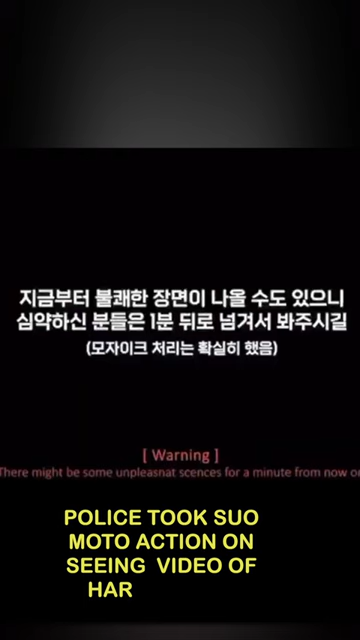 지금부터 불쾌한 장면이 나올 수도 있으니
심약하신 분들은 1분 뒤로 넘겨서 봐주시길
(모자이크 처리는 확실히 했음)
[ Warning ]
There might be some unpleasnat scences for a minute from now on
POLICE TOOK SUO
MOTO ACTION ON
SEEING VIDEO OF
HAR